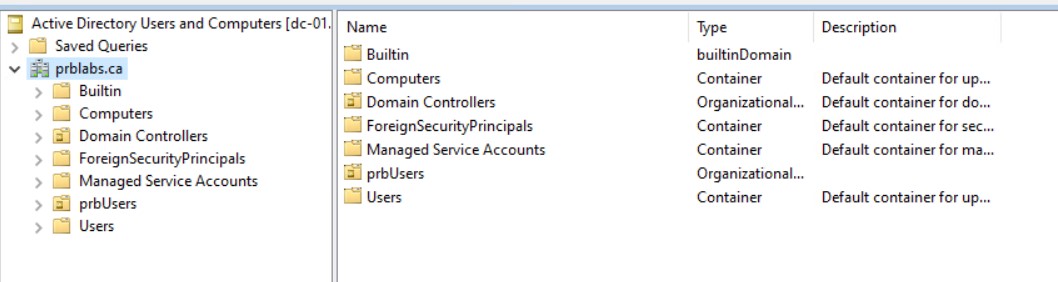 Active Directory Users and Computers [dc-01.
Saved Queries
prblabs.ca
Builtin
Computers
Domain Controllers
ForeignSecurityPrincipals
Managed Service Accounts
prbUsers
Users
Name Type Description
Builtin builtinDomain
Computers Container Default container for up...
Domain Controllers Organizational... Default container for do...
ForeignSecurityPrincipals Container Default container for sec...
Managed Service Accounts Container Default container for ma...
prbUsers Organizational...
Users Container Default container for up...